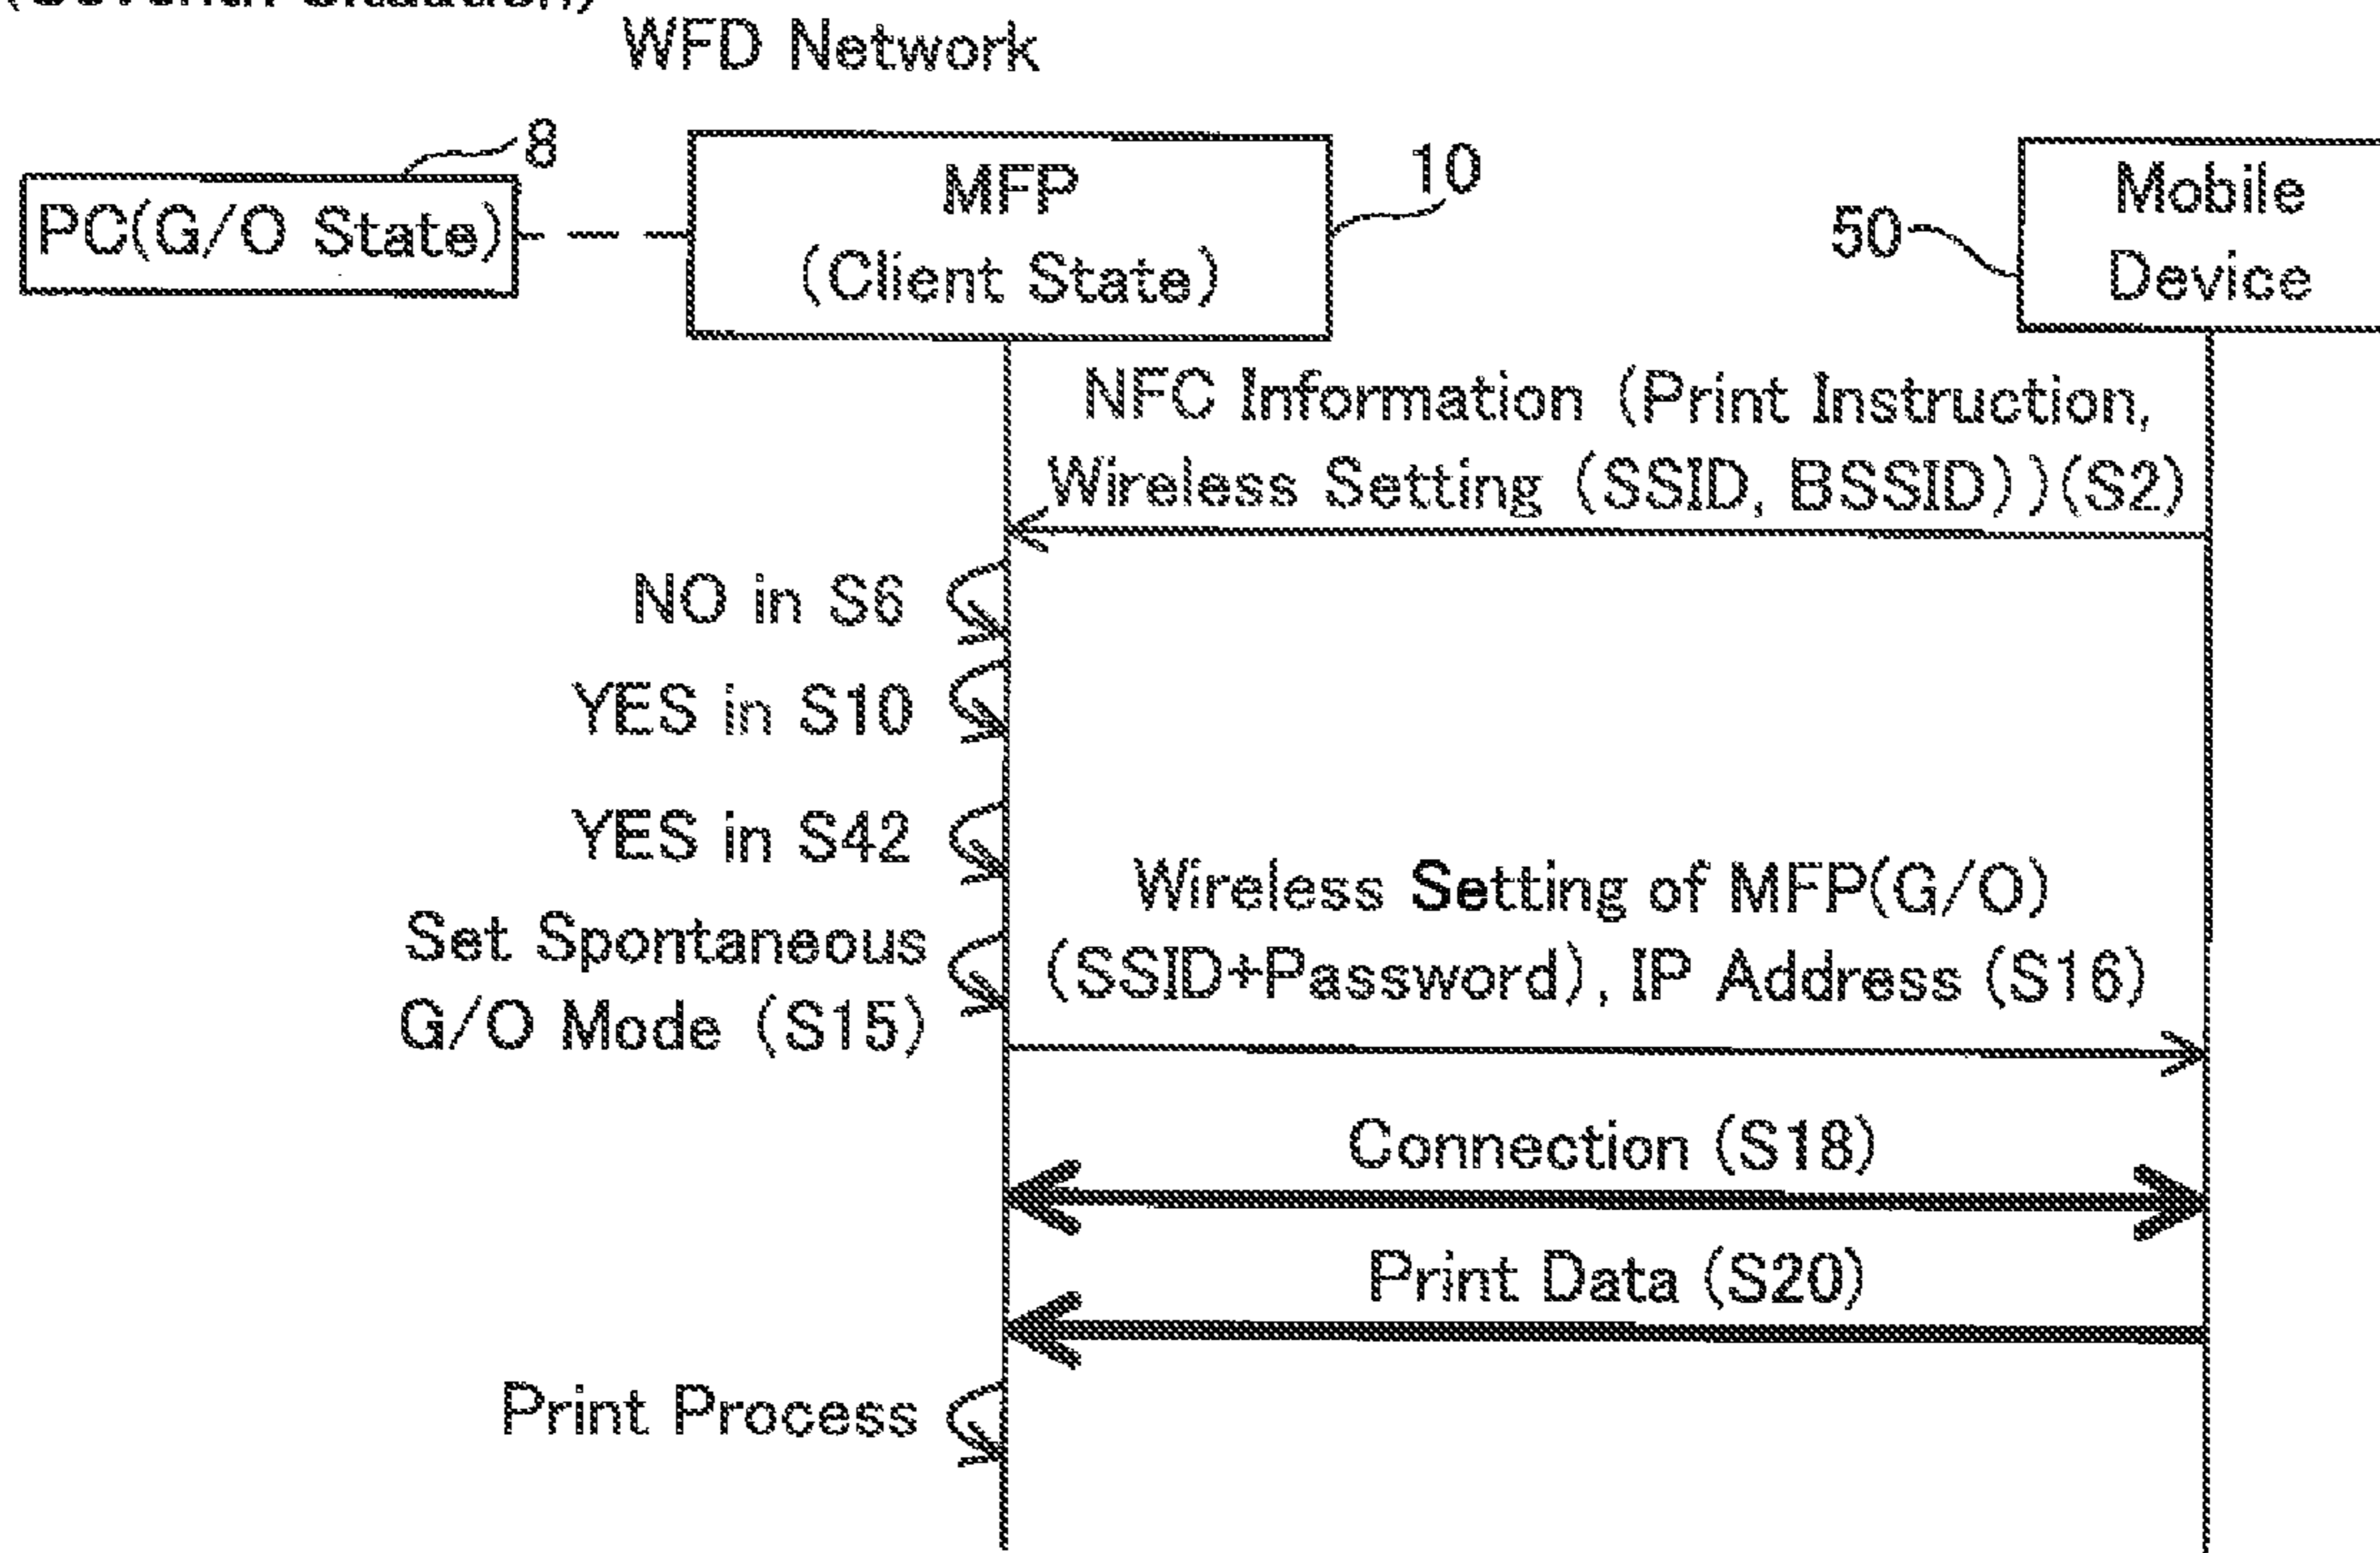 WFD Network
8
PC(G/O State)
MFP
(Client State)
10
50
Mobile
Device
NFC Information (Print Instruction,
Wireless Setting (SSID, BSSID))(S2)
NO in S6
YES in S10
YES in S42
Set Spontaneous
G/O Mode (S15)
Wireless Setting of MFP(G/O)
(SSID+Password), IP Address (S16)
Connection (S18)
Print Data (S20)
Print Process